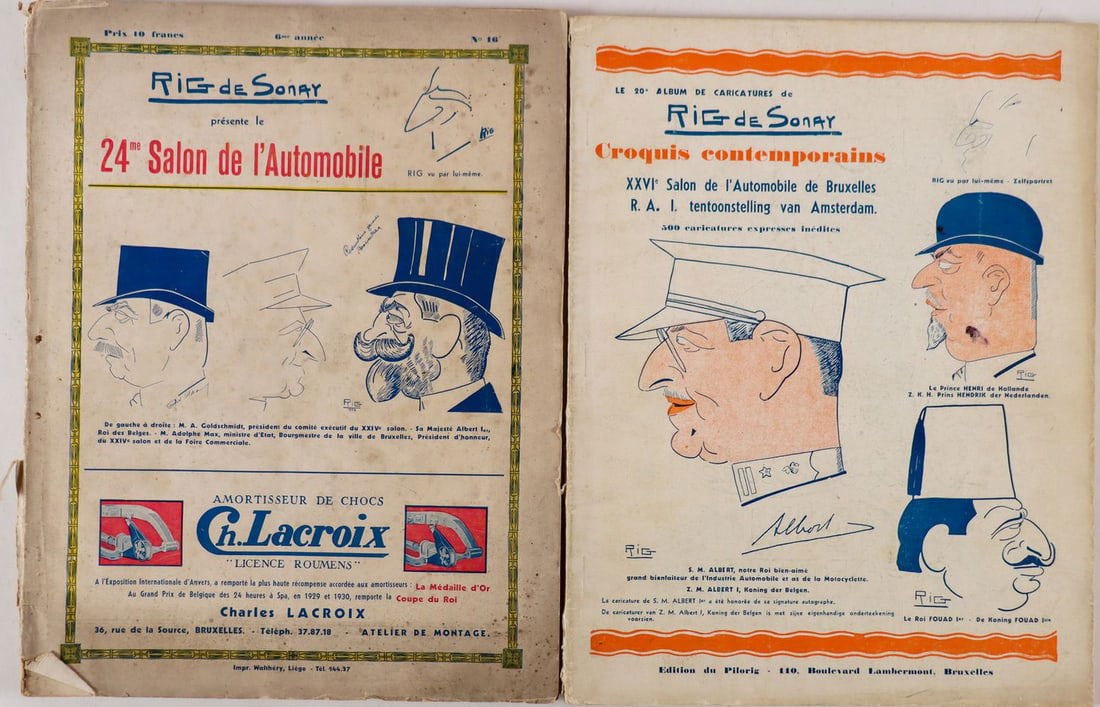 Prix 10 francs 6me année No 16
RIG de SONAY
présente le
24me Salon de l'Automobile
Rig
RIG vu par lui-même.
RIG
De gauche à droite : M. A. Goldschmidt, président du comité exécutif du XXIVe salon. - Sa Majesté Albert Ier,
Roi des Belges. - M. Adolphe Max, ministre d'Etat, Bourgmestre de la ville de Bruxelles, Président d'honneur,
du XXIVe salon et de la Foire Commerciale.
AMORTISSEUR DE CHOCS
Ch. Lacroix
"LICENCE ROUMENS"
A l'Exposition Internationale d'Anvers, a remporté la plus haute récompense accordée aux amortisseurs : La Médaille d'Or
Au Grand Prix de Belgique des 24 heures à Spa, en 1929 et 1930, remporte la Coupe du Roi
Charles LACROIX
36, rue de la Source, BRUXELLES. - Téléph. 37.87.18 - ATELIER DE MONTAGE.
Impr. Walthéry, Liége - Tél. 144.37
LE 20e ALBUM DE CARICATURES de
RIG de SONAY
Croquis contemporains
XXVIe Salon de l'Automobile de Bruxelles
R. A. I. tentoonstelling van Amsterdam.
500 caricatures expresses inédites
RIG vu par lui-même - Zelfportret
RIG
Le Prince HENRI de Hollande
Z. K. H. Prins HENDRIK der Nederlanden.
Albert
RIG
S. M. ALBERT, notre Roi bien-aimé
grand bienfaiteur de l'Industrie Automobile et as de la Motocyclette.
Z. M. ALBERT I, Koning der Belgen.
La caricature de S. M. ALBERT Ier a été honorée de sa signature autographe.
De caricatuur van Z. M. Albert I, Koning der Belgen is met zijne eigenhandige onderteekening
voorzien.
RIG
Le Roi FOUAD Ier - De Koning FOUAD Iste
Edition du Pilorig - 110, Boulevard Lambermont, Bruxelles